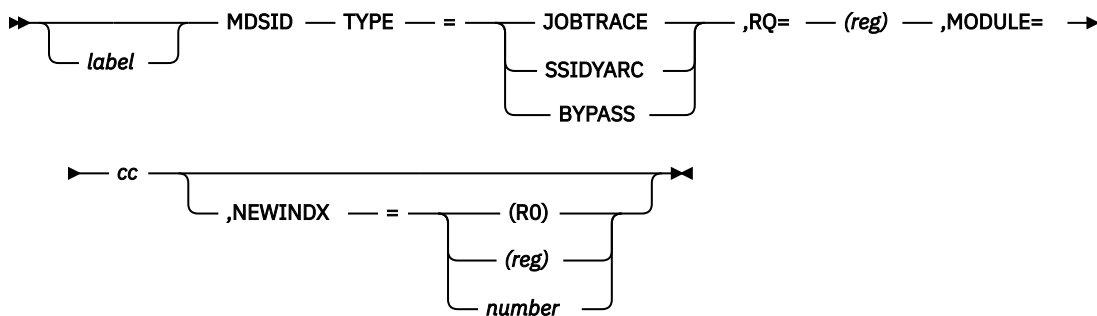 MDSID TYPE = JOBTRACE ,RQ= (reg) ,MODULE=
label
SSIDYARC
BYPASS
cc
,NEWINDX = (R0)
(reg)
number